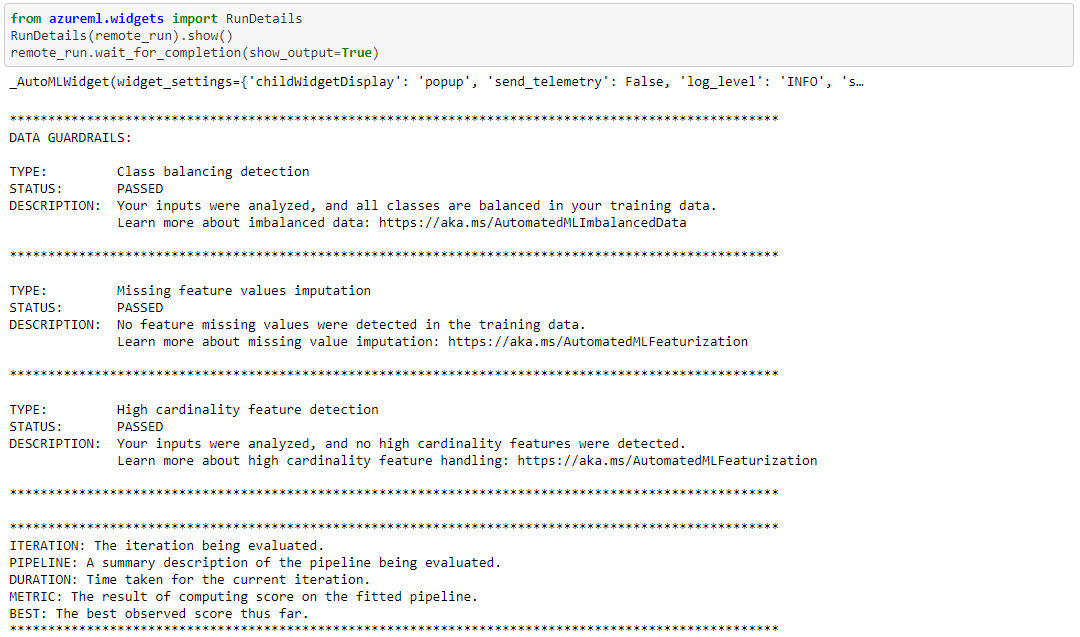 from azureml.widgets import RunDetails
RunDetails(remote_run).show()
remote_run.wait_for_completion(show_output=True)
_AutoMLWidget(widget_settings={'childWidgetDisplay': 'popup', 'send_telemetry': False, 'log_level': 'INFO', 's…
****************************************************************************************************
DATA GUARDRAILS:
TYPE:         Class balancing detection
STATUS:       PASSED
DESCRIPTION:  Your inputs were analyzed, and all classes are balanced in your training data.
              Learn more about imbalanced data: https://aka.ms/AutomatedMLImbalancedData
****************************************************************************************************
TYPE:         Missing feature values imputation
STATUS:       PASSED
DESCRIPTION:  No feature missing values were detected in the training data.
              Learn more about missing value imputation: https://aka.ms/AutomatedMLFeaturization
****************************************************************************************************
TYPE:         High cardinality feature detection
STATUS:       PASSED
DESCRIPTION:  Your inputs were analyzed, and no high cardinality features were detected.
              Learn more about high cardinality feature handling: https://aka.ms/AutomatedMLFeaturization
****************************************************************************************************
****************************************************************************************************
ITERATION: The iteration being evaluated.
PIPELINE: A summary description of the pipeline being evaluated.
DURATION: Time taken for the current iteration.
METRIC: The result of computing score on the fitted pipeline.
BEST: The best observed score thus far.
****************************************************************************************************